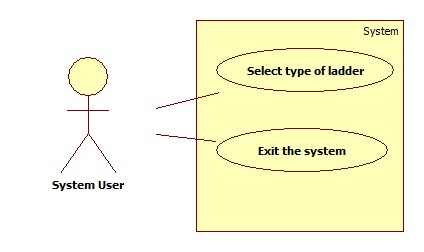 System
Select type of ladder
Exit the system
System User